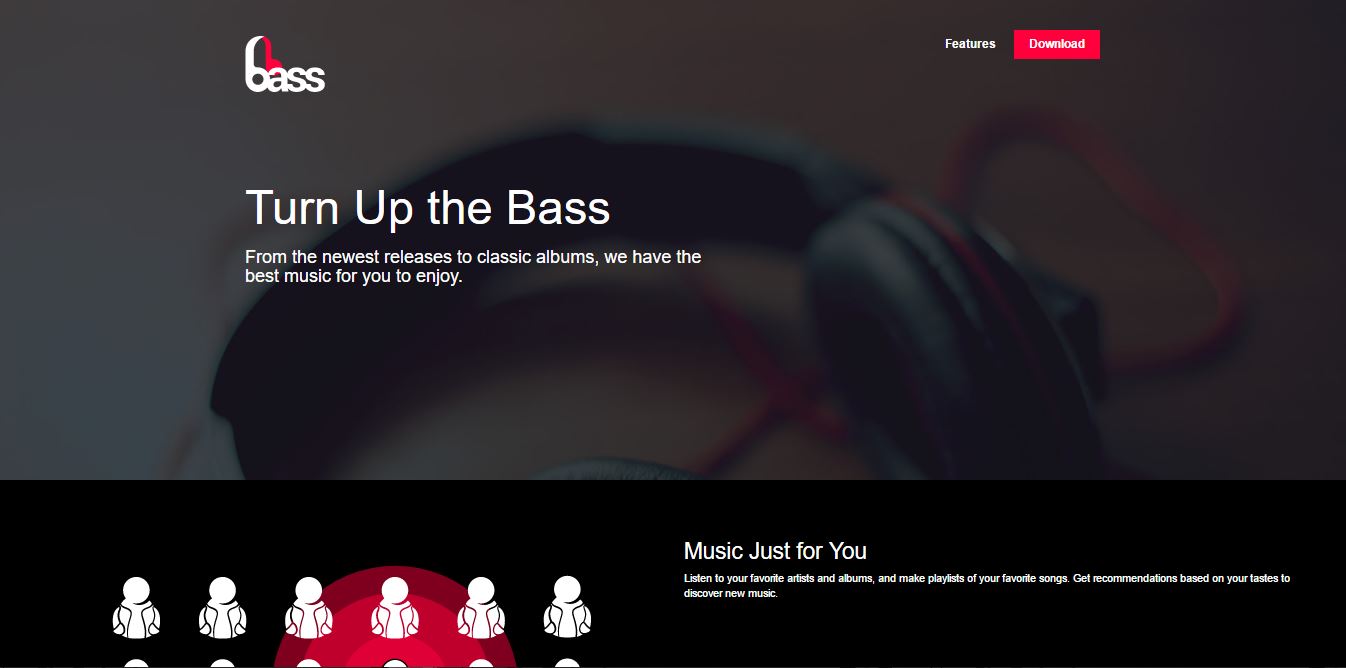 bass
Features
Download
Turn Up the Bass
From the newest releases to classic albums, we have the
best music for you to enjoy.
Music Just for You
Listen to your favorite artists and albums, and make playlists of your favorite songs. Get recommendations based on your tastes to
discover new music.